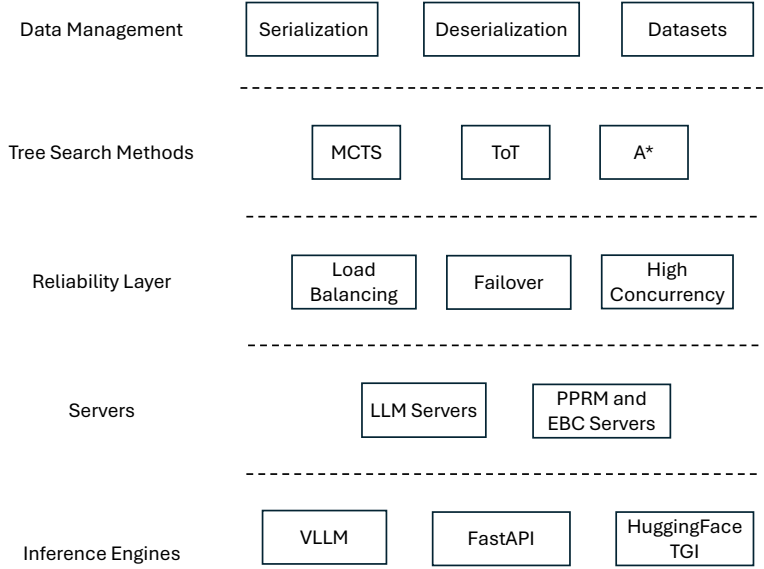 Data Management
Serialization
Deserialization
Datasets
Tree Search Methods
MCTS
ToT
A*
Reliability Layer
Load
Balancing
Failover
High
Concurrency
Servers
LLM Servers
PPRM and
EBC Servers
Inference Engines
VLLM
FastAPI
HuggingFace
TGI